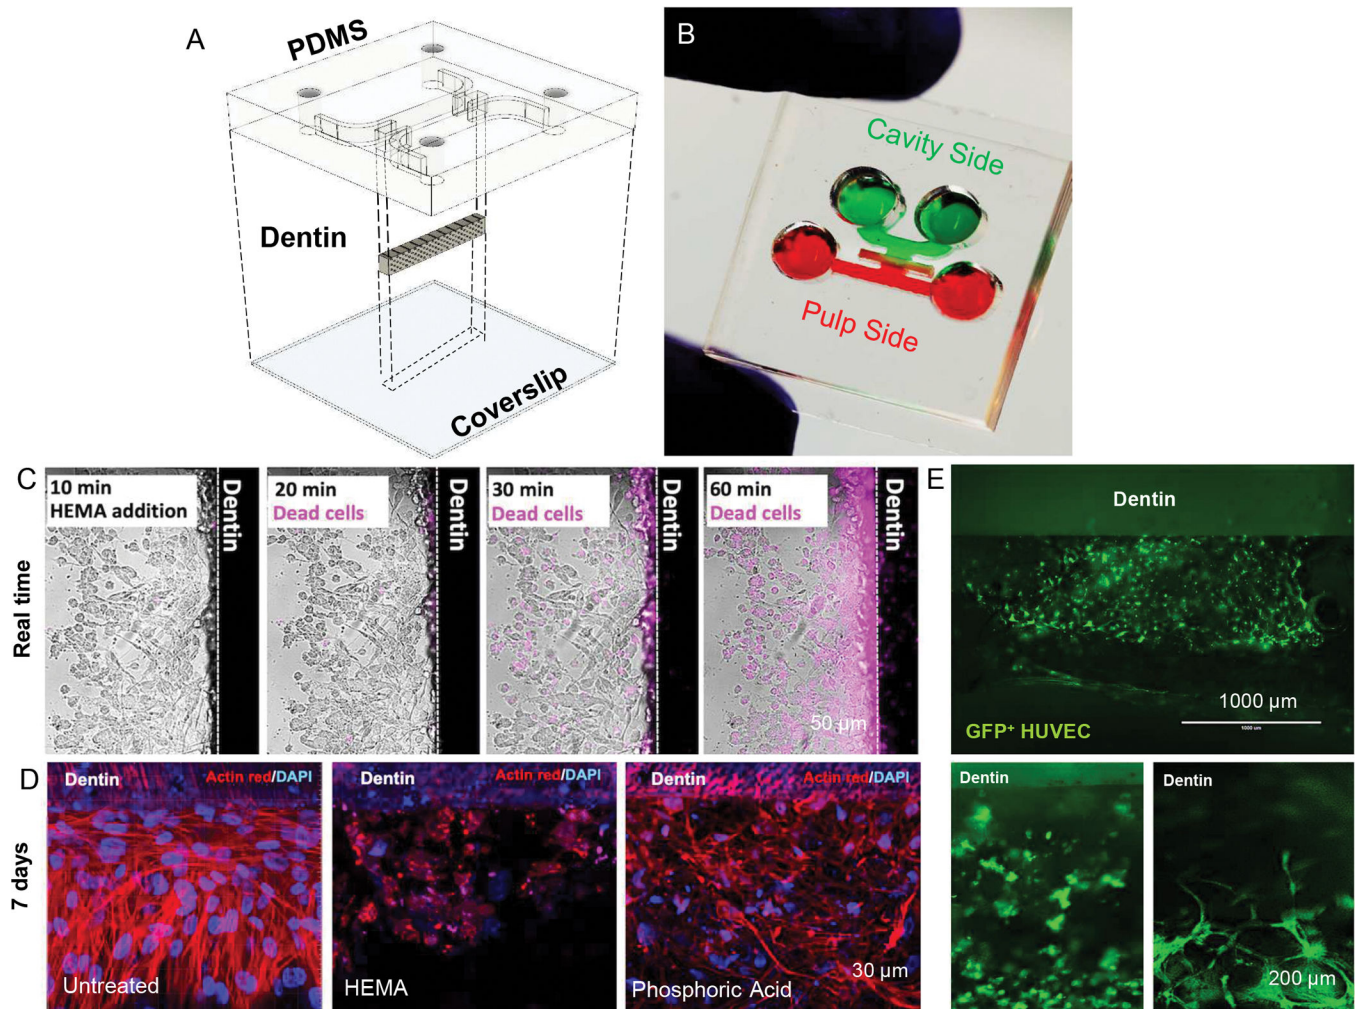 A
PDMS
Dentin
Coverslip
B
Cavity Side
Pulp Side
C
Real time
10 min
HEMA addition
Dentin
20 min
Dead cells
Dentin
30 min
Dead cells
Dentin
60 min
Dead cells
Dentin
50 µm
D
7 days
Dentin
Actin red/DAPI
Untreated
Dentin
Actin red/DAPI
HEMA
Dentin
Actin red/DAPI
30 µm
Phosphoric Acid
E
Dentin
1000 µm
1000 um
GFP⁺ HUVEC
Dentin
Dentin
200 µm